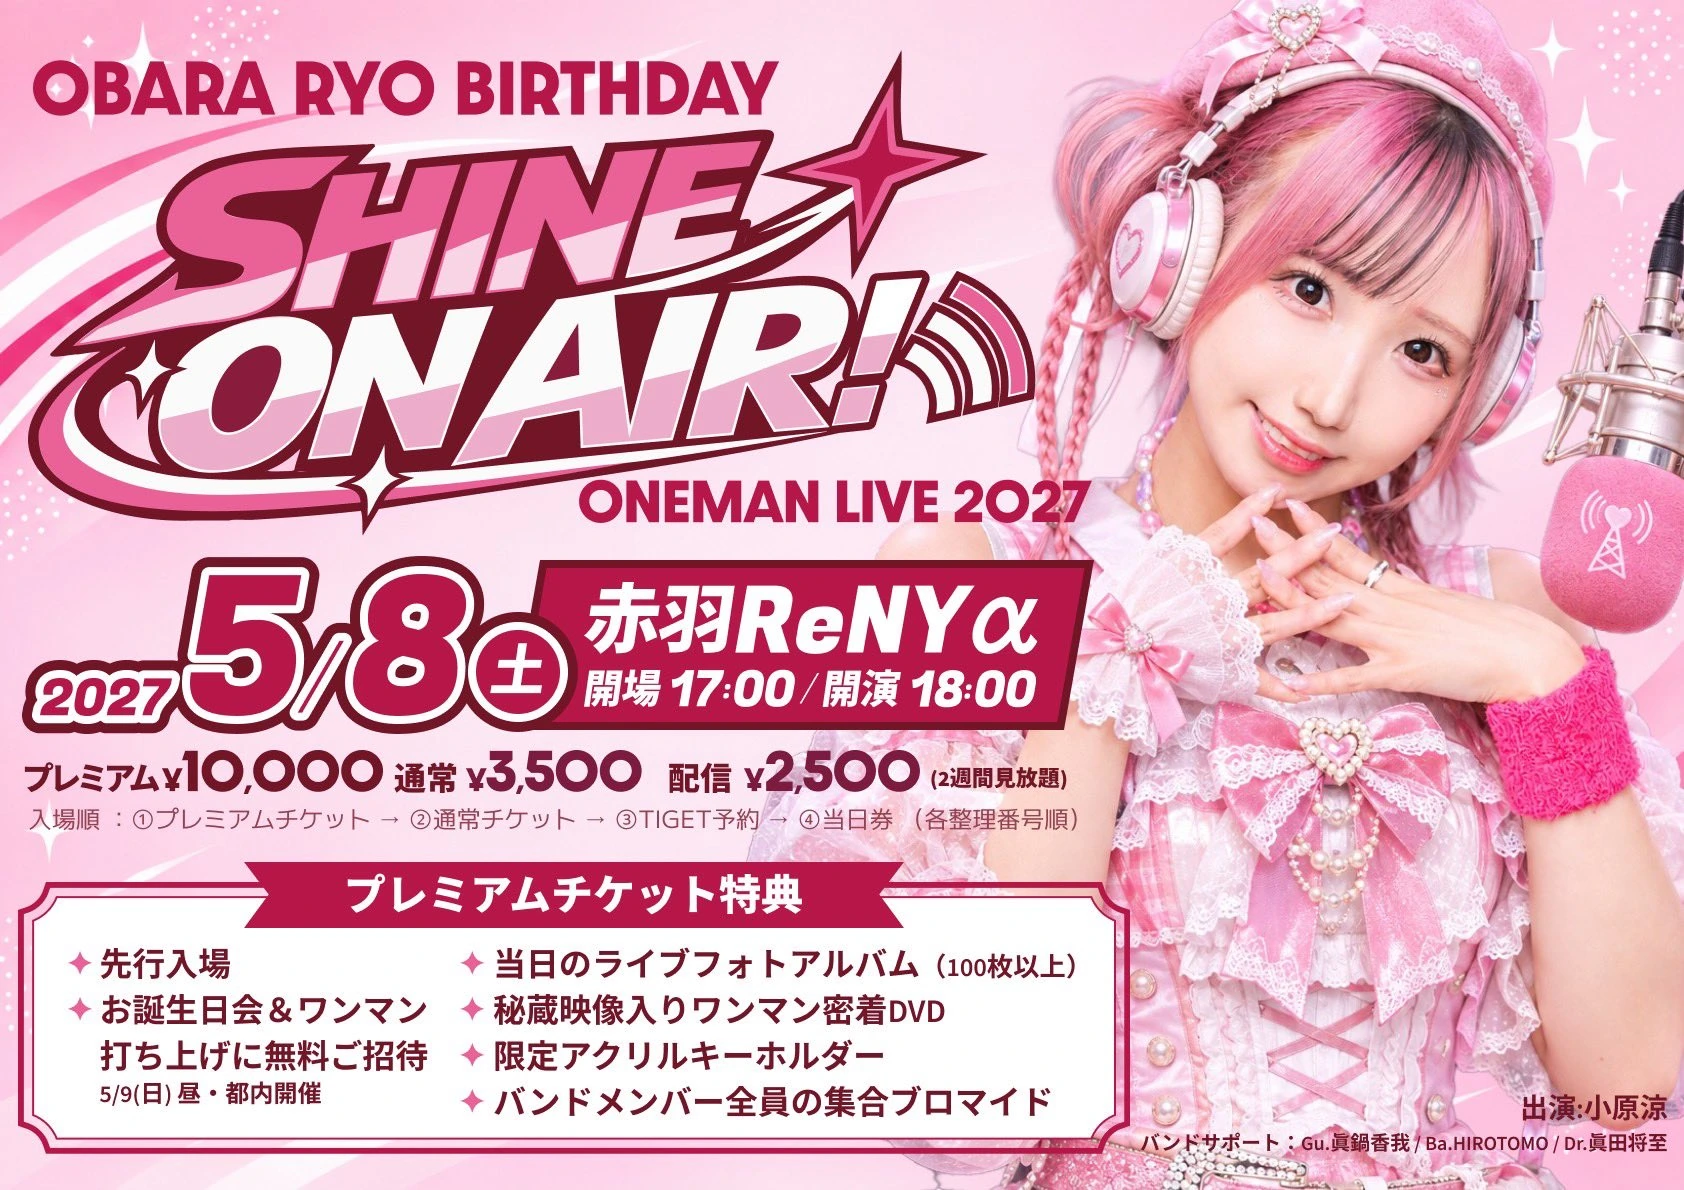 OBARA RYO BIRTHDAY
SHINE
ON AIR!
ONEMAN LIVE 2027
2027 5/8 土
赤羽ReNYα
開場 17:00 / 開演 18:00
プレミアム¥10,000 通常 ¥3,500 配信 ¥2,500 (2週間見放題)
入場順 : ①プレミアムチケット → ②通常チケット → ③TIGET予約 → ④当日券 (各整理番号順)
プレミアムチケット特典
先行入場
お誕生日会&ワンマン
打ち上げに無料ご招待
5/9(日) 昼・都内開催
当日のライブフォトアルバム(100枚以上)
秘蔵映像入りワンマン密着DVD
限定アクリルキーホルダー
バンドメンバー全員の集合ブロマイド
出演:小原涼
バンドサポート:Gu.眞鍋香我 / Ba.HIROTOMO / Dr.眞田将至